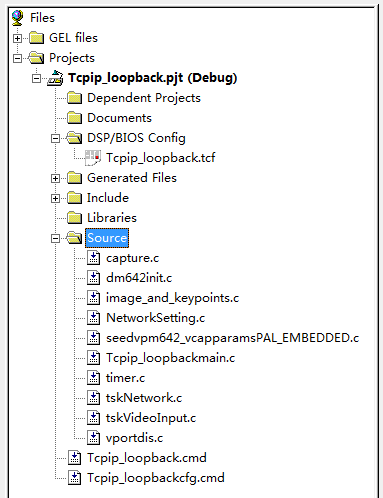 Files
GEL files
Projects
Tcpip_loopback.pjt (Debug)
Dependent Projects
Documents
DSP/BIOS Config
Tcpip_loopback.tcf
Generated Files
Include
Libraries
Source
capture.c
dm642init.c
image_and_keypoints.c
NetworkSetting.c
seedvpm642_vcapparamsPAL_EMBEDDED.c
Tcpip_loopbackmain.c
timer.c
tskNetwork.c
tskVideoInput.c
vportdis.c
Tcpip_loopback.cmd
Tcpip_loopbackcfg.cmd